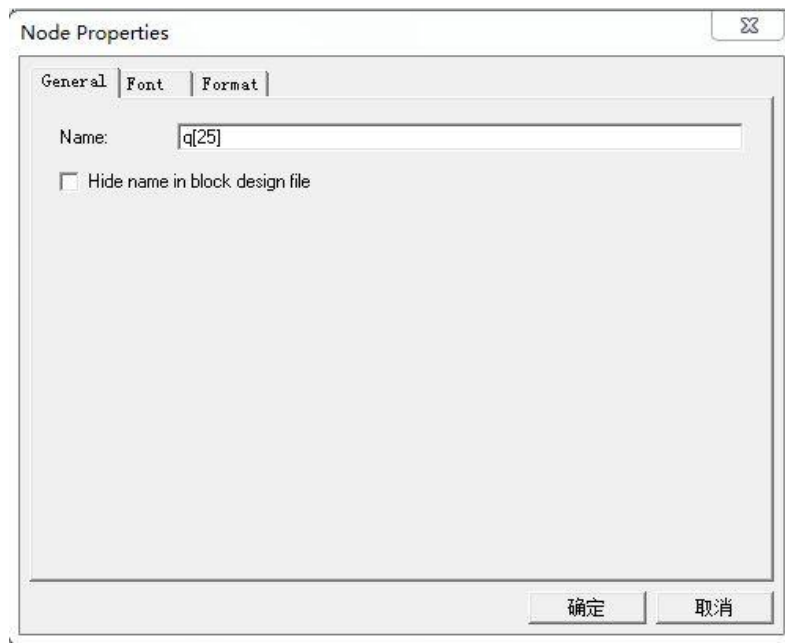 Node Properties
General Font Format
Name: q[25]
Hide name in block design file
确定 取消